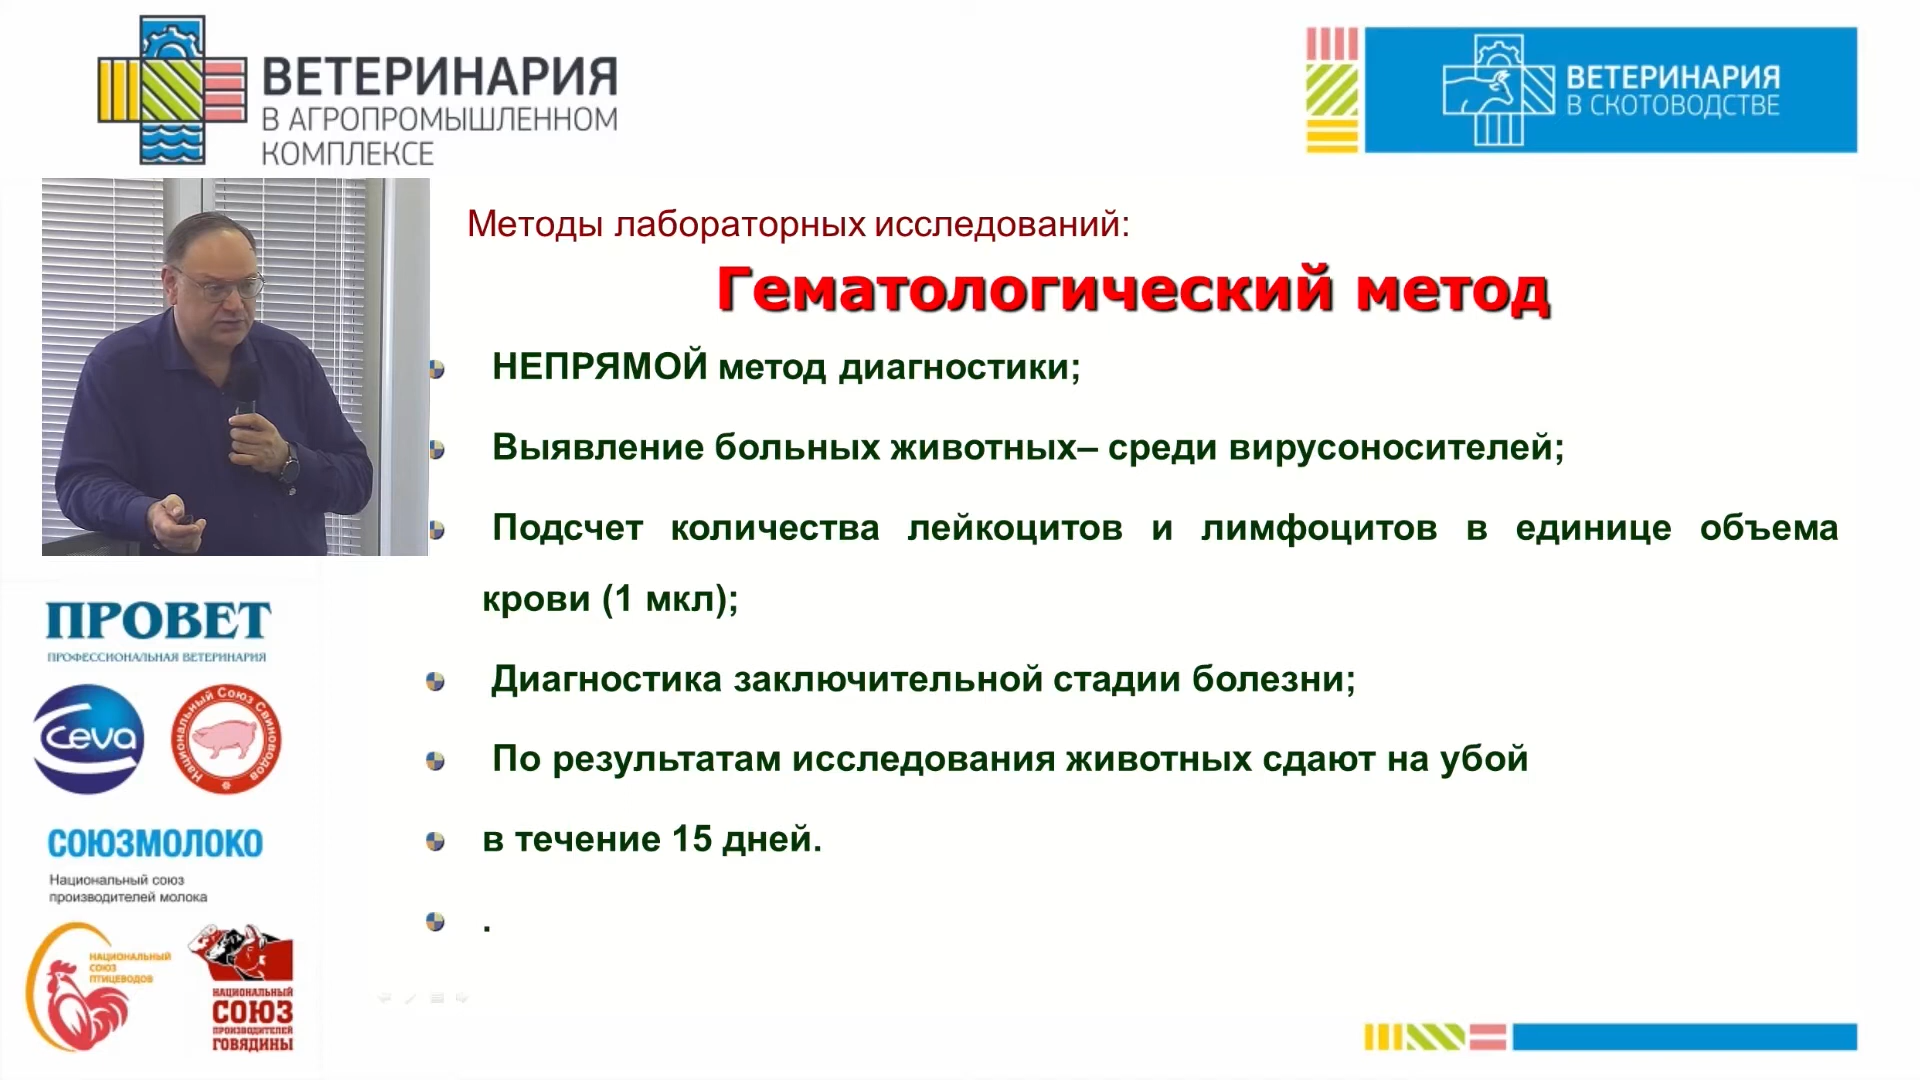 ВЕТЕРИНАРИЯ
В АГРОПРОМЫШЛЕННОМ
КОМПЛЕКСЕ
ВЕТЕРИНАРИЯ
В СКОТОВОДСТВЕ
Методы лабораторных исследований:
Гематологический метод
НЕПРЯМОЙ метод диагностики;
Выявление больных животных– среди вирусоносителей;
Подсчет количества лейкоцитов и лимфоцитов в единице объема
крови (1 мкл);
Диагностика заключительной стадии болезни;
По результатам исследования животных сдают на убой
в течение 15 дней.
.
ПРОВЕТ
ПРОФЕССИОНАЛЬНАЯ ВЕТЕРИНАРИЯ
Ceva
Национальный Союз Свиноводов
СОЮЗМОЛОКО
Национальный союз
производителей молока
НАЦИОНАЛЬНЫЙ
СОЮЗ
ПТИЦЕВОДОВ
НАЦИОНАЛЬНЫЙ
СОЮЗ
ПРОИЗВОДИТЕЛЕЙ
ГОВЯДИНЫ